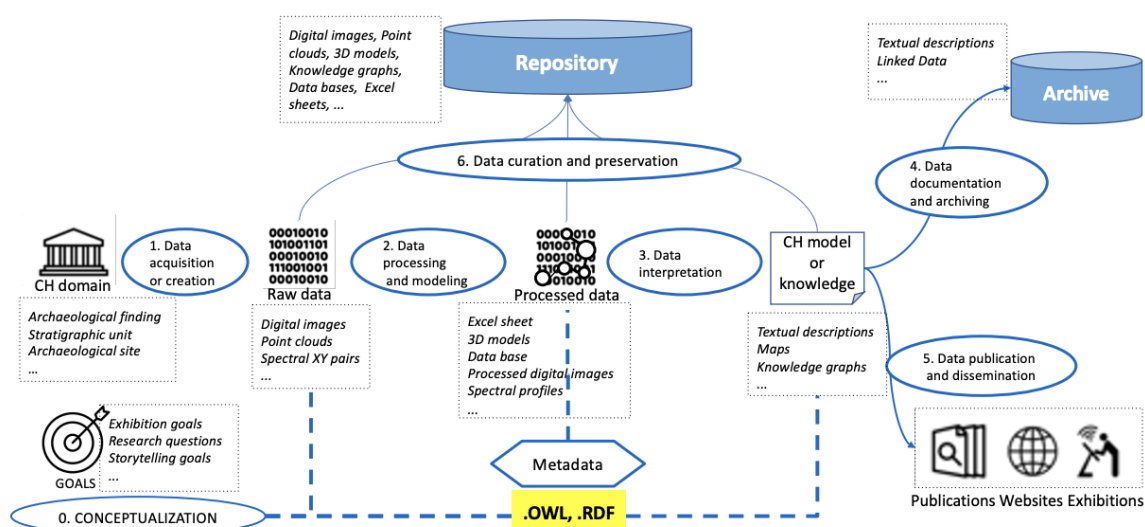 Digital images, Point
clouds, 3D models,
Knowledge graphs,
Data bases, Excel
sheets, ...
Repository
Textual descriptions
Linked Data
...
Archive
6. Data curation and preservation
4. Data
documentation
and archiving
CH domain
1. Data
acquisition
or creation
00010010
101001101
00010010
111001001
00010010
Raw data
2. Data
processing
and modeling
Processed data
3. Data
interpretation
CH model
or
knowledge
Archaeological finding
Stratigraphic unit
Archaeological site
...
Digital images
Point clouds
Spectral XY pairs
...
Excel sheet
3D models
Data base
Processed digital images
Spectral profiles
...
Textual descriptions
Maps
Knowledge graphs
...
5. Data publication
and dissemination
GOALS
Exhibition goals
Research questions
Storytelling goals
...
Metadata
.OWL, .RDF
0. CONCEPTUALIZATION
Publications Websites Exhibitions